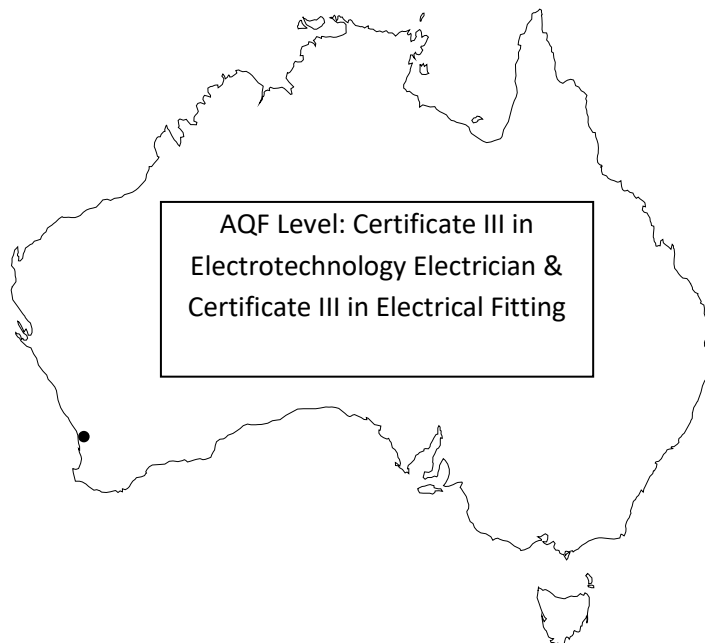 AQF Level: Certificate III in
Electrotechnology Electrician &
Certificate III in Electrical Fitting